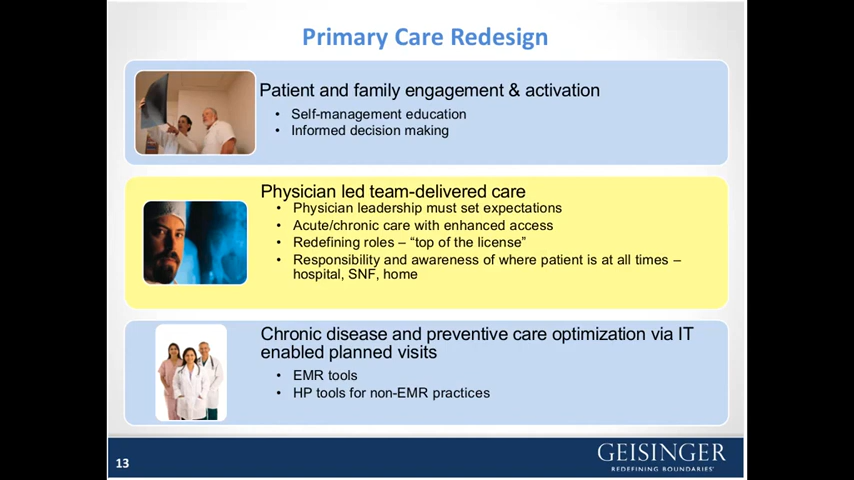 Primary Care Redesign
Patient and family engagement & activation
• Self-management education
• Informed decision making
Physician led team-delivered care
• Physician leadership must set expectations
• Acute/chronic care with enhanced access
• Redefining roles – “top of the license”
• Responsibility and awareness of where patient is at all times –
hospital, SNF, home
Chronic disease and preventive care optimization via IT
enabled planned visits
• EMR tools
• HP tools for non-EMR practices
13
GEISINGER
REDEFINING BOUNDARIES